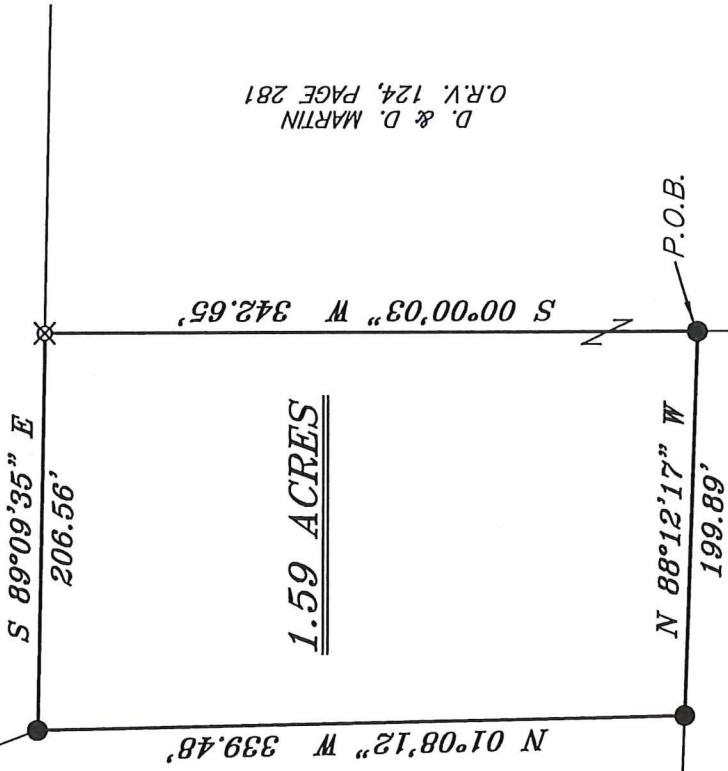 D. & D. MARTIN
O.R.V. 124, PAGE 281
P.O.B.
S 00°00'03" W 342.65'
S 89°09'35" E
206.56'
1.59 ACRES
N 88°12'17" W
199.89'
N 01°08'12" W 339.48'